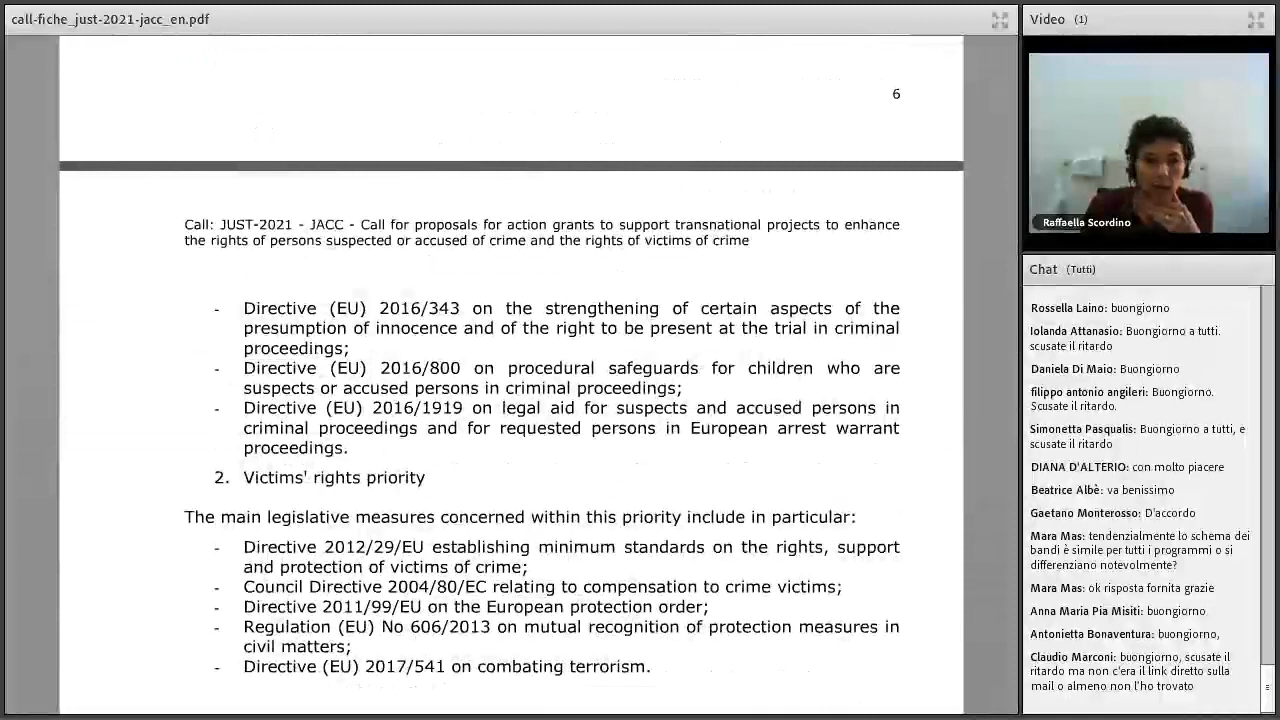 call-fiche_just-2021-jacc_en.pdf
6
Call: JUST-2021 - JACC - Call for proposals for action grants to support transnational projects to enhance
the rights of persons suspected or accused of crime and the rights of victims of crime
- Directive (EU) 2016/343 on the strengthening of certain aspects of the
presumption of innocence and of the right to be present at the trial in criminal
proceedings;
- Directive (EU) 2016/800 on procedural safeguards for children who are
suspects or accused persons in criminal proceedings;
- Directive (EU) 2016/1919 on legal aid for suspects and accused persons in
criminal proceedings and for requested persons in European arrest warrant
proceedings.
2. Victims' rights priority
The main legislative measures concerned within this priority include in particular:
- Directive 2012/29/EU establishing minimum standards on the rights, support
and protection of victims of crime;
- Council Directive 2004/80/EC relating to compensation to crime victims;
- Directive 2011/99/EU on the European protection order;
- Regulation (EU) No 606/2013 on mutual recognition of protection measures in
civil matters;
- Directive (EU) 2017/541 on combating terrorism.
Video (1)
Raffaella Scordino
Chat (Tutti)
Rossella Laino: buongiorno
Iolanda Attanasio: Buongiorno a tutti.
scusate il ritardo
Daniela Di Maio: Buongiorno
filippo antonio angileri: Buongiorno.
Scusate il ritardo.
Simonetta Pasqualis: Buongiorno a tutti, e
scusate il ritardo
DIANA D'ALTERIO: con molto piacere
Beatrice Albè: va benissimo
Gaetano Monterosso: D'accordo
Mara Mas: tendenzialmente lo schema dei
bandi è simile per tutti i programmi o si
differenziano notevolmente?
Mara Mas: ok risposta fornita grazie
Anna Maria Pia Misiti: buongiorno
Antonietta Bonaventura: buongiorno,
Claudio Marconi: buongiorno, scusate il
ritardo ma non c'era il link diretto sulla
mail o almeno non l'ho trovato